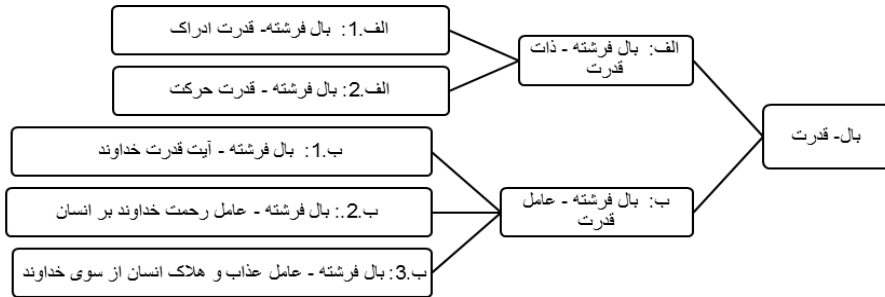 بال- قدرت
الف:  بال فرشته - ذات
قدرت
الف.1:  بال فرشته- قدرت ادراک
الف.2: بال فرشته - قدرت حرکت
ب:  بال فرشته - عامل
قدرت
ب.1:  بال فرشته - آیت قدرت خداوند
ب.2.: بال فرشته - عامل رحمت خداوند بر انسان
ب.3: بال فرشته - عامل عذاب و هلاک انسان از سوی خداوند